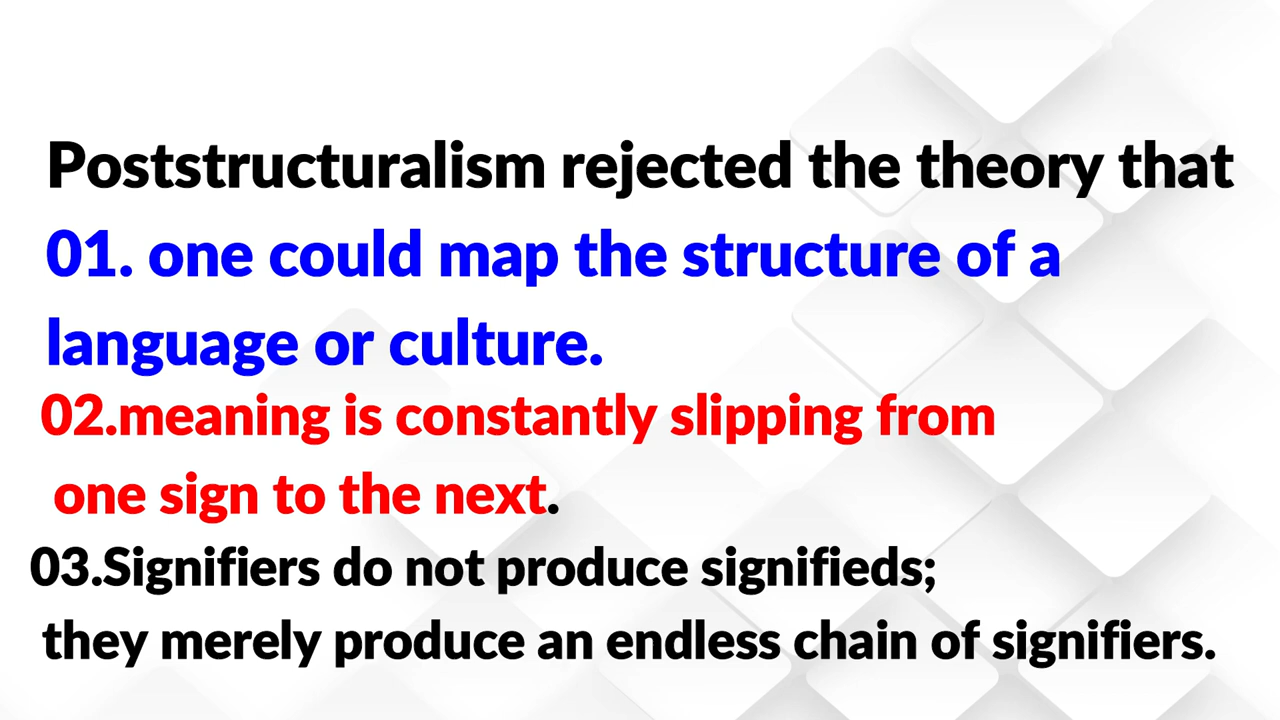 Poststructuralism rejected the theory that
01. one could map the structure of a
language or culture.
02.meaning is constantly slipping from
one sign to the next.
03.Signifiers do not produce signifieds;
they merely produce an endless chain of signifiers.